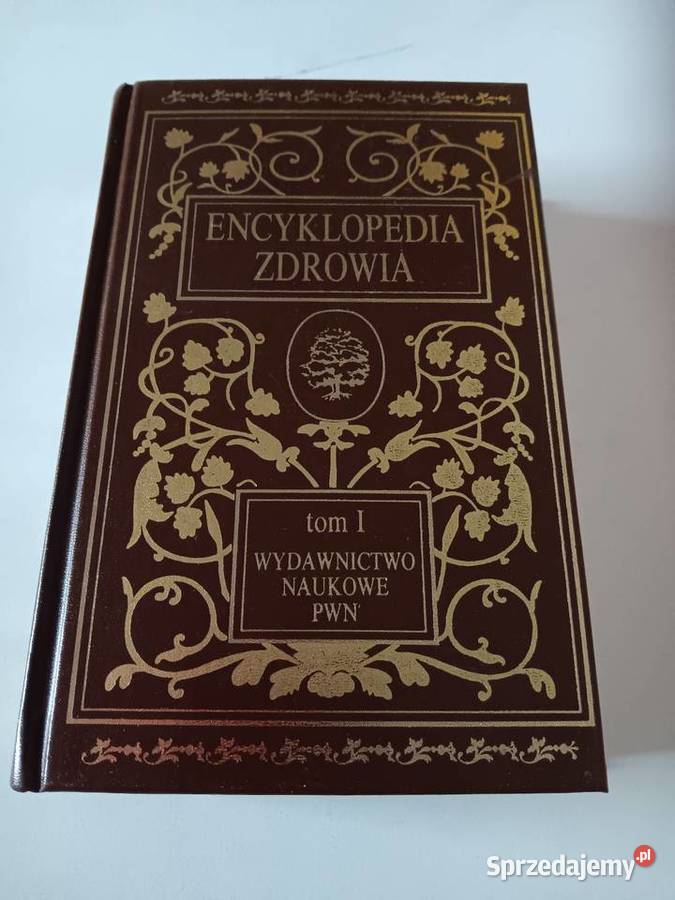 ENCYKLOPEDIA
ZDROWIA
tom I
WYDAWNICTWO
NAUKOWE
PWN
Sprzedajemy.pl